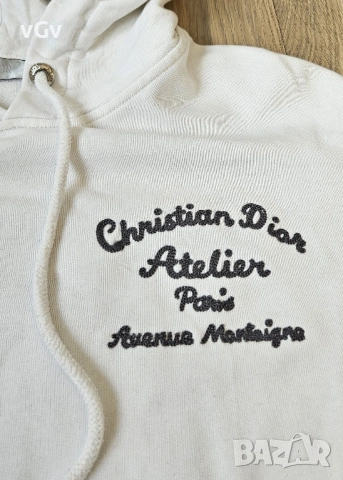 vGv
Christian Dior
Atelier
Paris
Avenue Montaigne
BAZAR